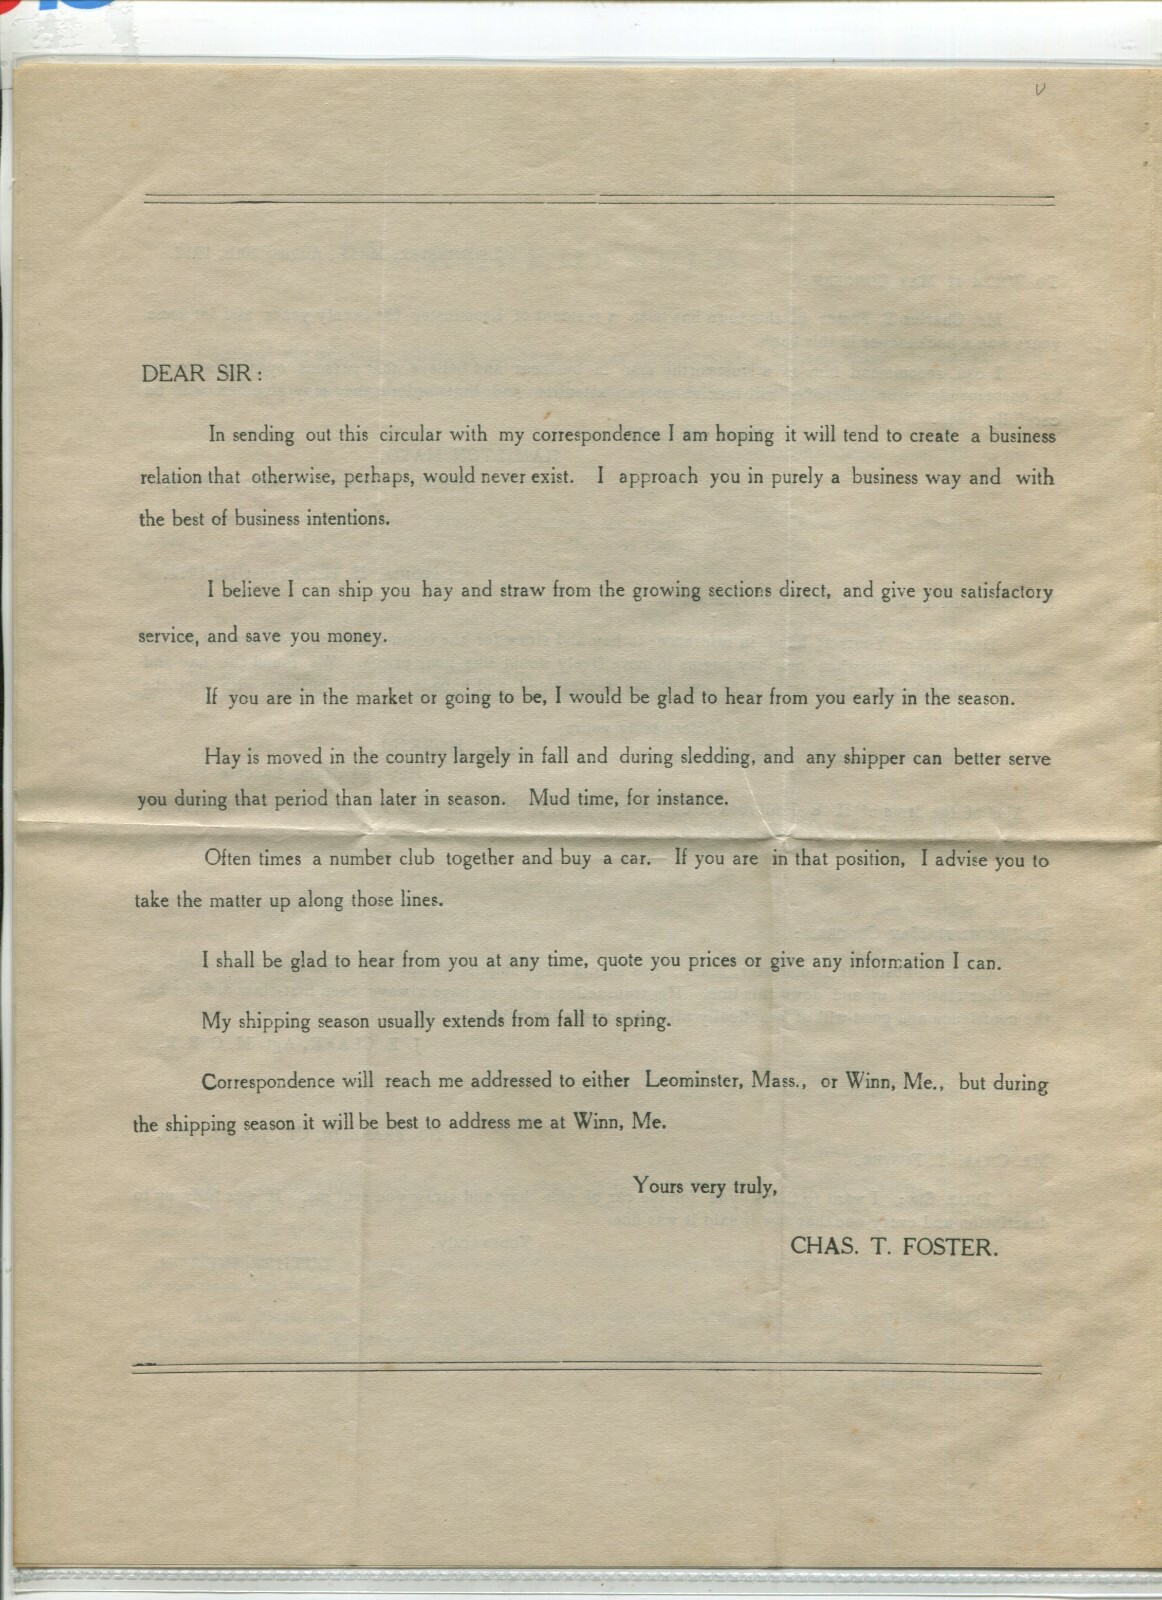 DEAR SIR:
In sending out this circular with my correspondence I am hoping it will tend to create a business
relation that otherwise, perhaps, would never exist. I approach you in purely a business way and with
the best of business intentions.
I believe I can ship you hay and straw from the growing sections direct, and give you satisfactory
service, and save you money.
If you are in the market or going to be, I would be glad to hear from you early in the season.
Hay is moved in the country largely in fall and during sledding, and any shipper can better serve
you during that period than later in season. Mud time, for instance.
Often times a number club together and buy a car. If you are in that position, I advise you to
take the matter up along those lines.
I shall be glad to hear from you at any time, quote you prices or give any information I can.
My shipping season usually extends from fall to spring.
Correspondence will reach me addressed to either Leominster, Mass., or Winn, Me., but during
the shipping season it will be best to address me at Winn, Me.
Yours very truly,
CHAS. T. FOSTER.